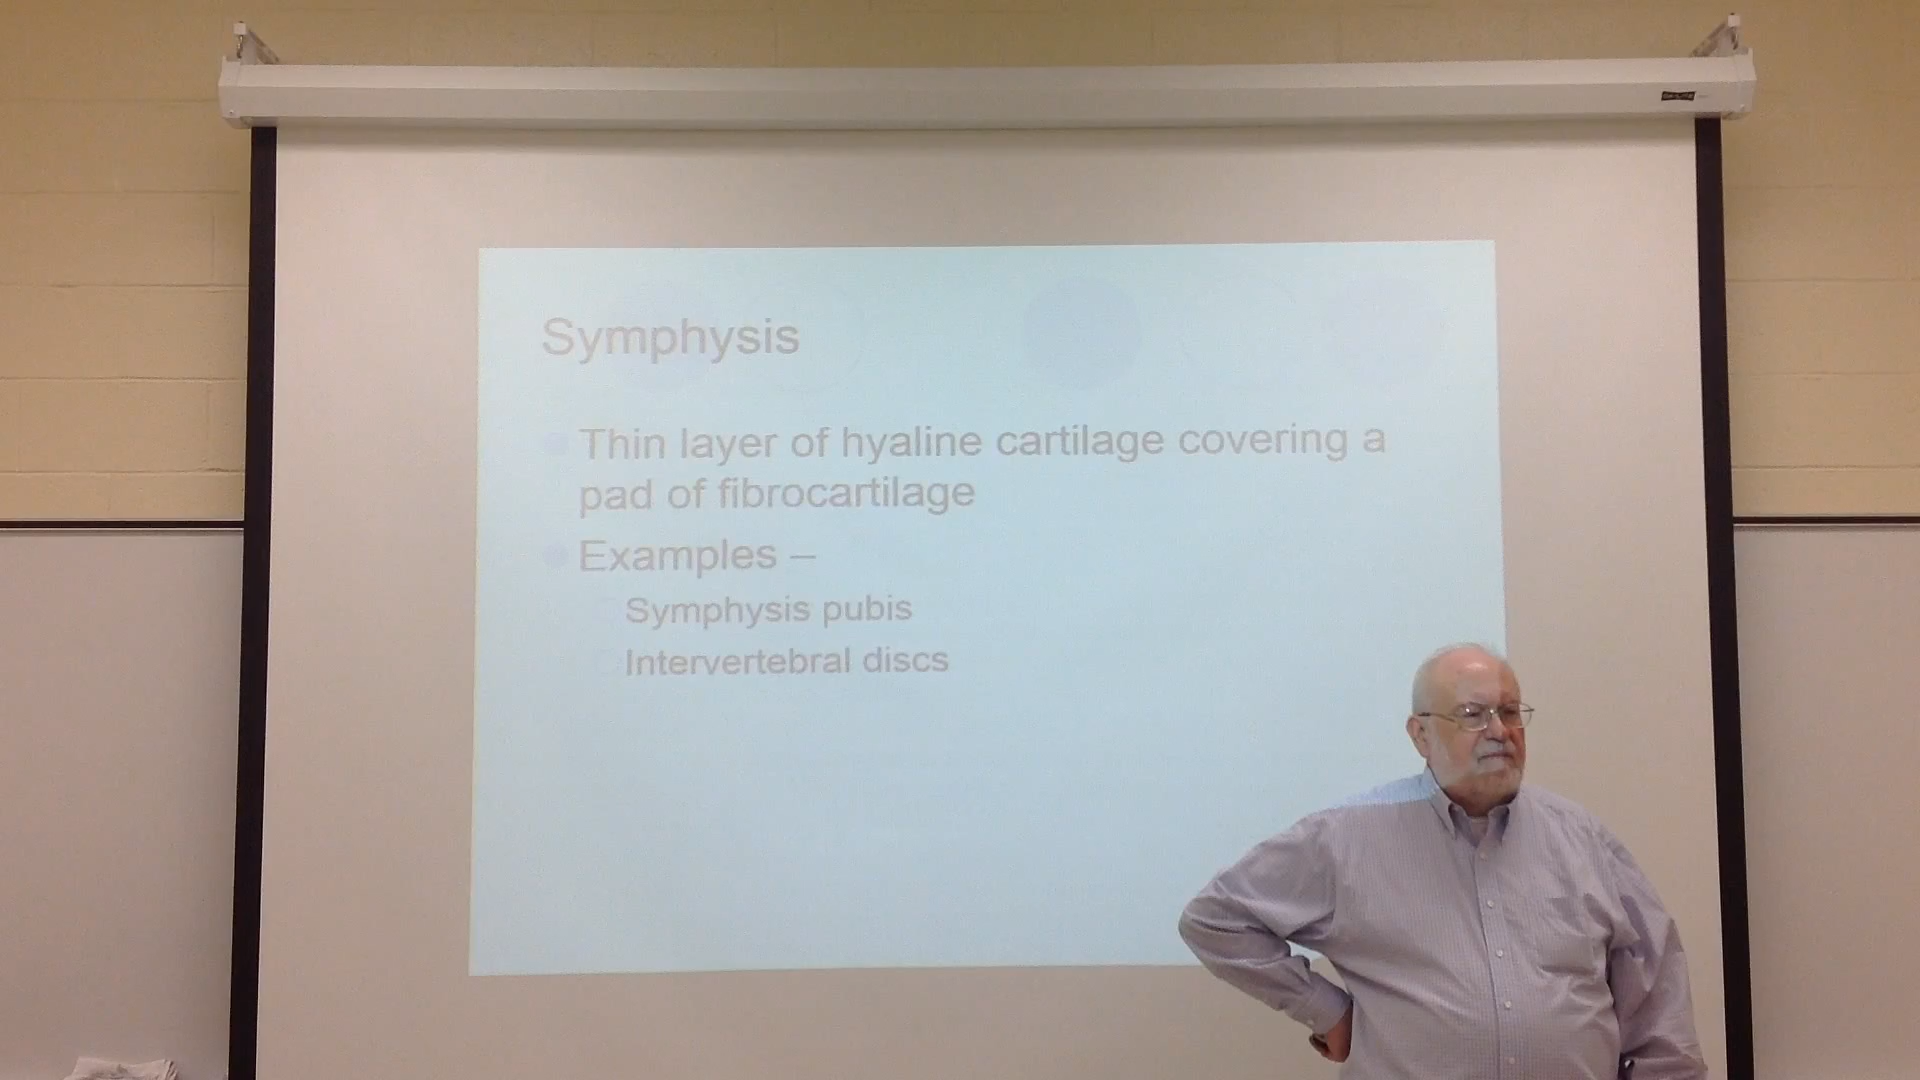 Symphysis
Thin layer of hyaline cartilage covering a
pad of fibrocartilage
Examples –
Symphysis pubis
Intervertebral discs